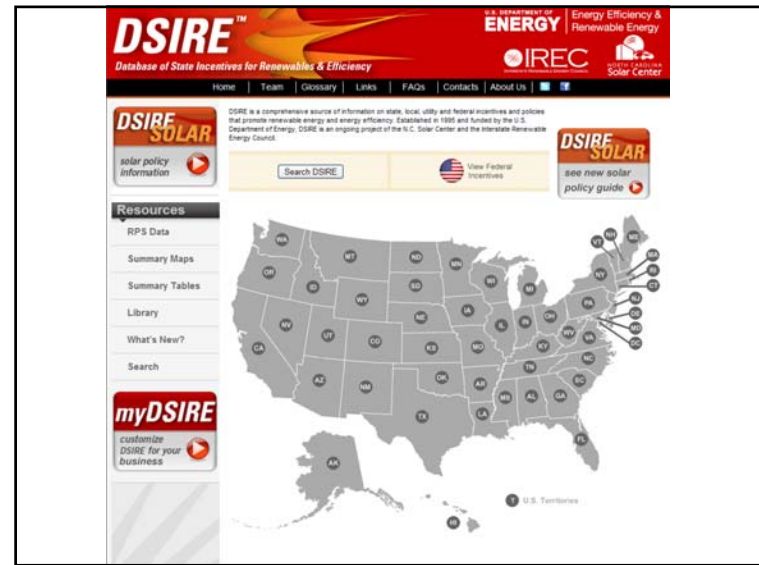 DSIRE™
Database of State Incentives for Renewables & Efficiency
U.S. DEPARTMENT OF
ENERGY
Energy Efficiency &
Renewable Energy
IREC
NORTH CAROLINA
Solar Center
Home | Team | Glossary | Links | FAQs | Contacts | About Us |
DSIRE
SOLAR
solar policy
information
DSIRE is a comprehensive source of information on state, local, utility and federal incentives and policies
that promote renewable energy and energy efficiency. Established in 1995 and funded by the U.S.
Department of Energy, DSIRE is an ongoing project of the N.C. Solar Center and the Interstate Renewable
Energy Council.
Search DSIRE
View Federal
Incentives
DSIRE
SOLAR
see new solar
policy guide
Resources
RPS Data
Summary Maps
Summary Tables
Library
What's New?
Search
myDSIRE
customize
DSIRE for your
business
WA
MT
ND
MN
VT
NH
ME
OR
ID
SD
WI
MI
NY
MA
RI
CT
WY
NE
IA
PA
NJ
DE
MD
DC
NV
UT
CO
KS
MO
IL
IN
OH
WV
VA
KY
CA
AZ
NM
OK
AR
TN
NC
SC
TX
LA
MS
AL
GA
FL
AK
HI
T U.S. Territories